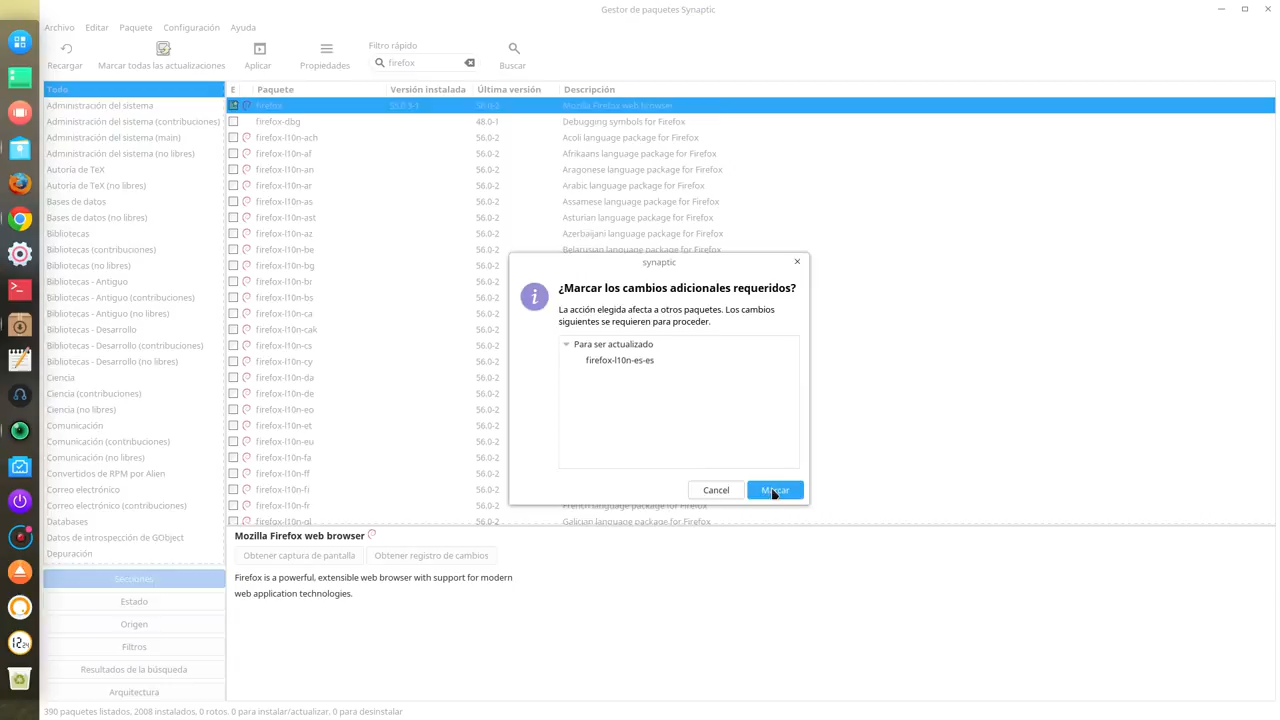 Gestor de paquetes Synaptic
Archivo Editar Paquete Configuración Ayuda
Recargar Marcar todas las actualizaciones Aplicar Propiedades
Filtro rápido
firefox
Buscar
Todo
Administración del sistema
Administración del sistema (contribuciones)
Administración del sistema (main)
Administración del sistema (no libres)
Autoría de TeX
Autoría de TeX (no libres)
Bases de datos
Bases de datos (no libres)
Bibliotecas
Bibliotecas (contribuciones)
Bibliotecas (no libres)
Bibliotecas - Antiguo
Bibliotecas - Antiguo (contribuciones)
Bibliotecas - Antiguo (no libres)
Bibliotecas - Desarrollo
Bibliotecas - Desarrollo (contribuciones)
Bibliotecas - Desarrollo (no libres)
Ciencia
Ciencia (contribuciones)
Ciencia (no libres)
Comunicación
Comunicación (contribuciones)
Comunicación (no libres)
Convertidos de RPM por Alien
Correo electrónico
Correo electrónico (contribuciones)
Databases
Datos de introspección de GObject
Depuración
Secciones
Estado
Origen
Filtros
Resultados de la búsqueda
Arquitectura
E Paquete Versión instalada Última versión Descripción
firefox 56.0-2 Mozilla Firefox web browser
firefox-dbg 48.0-1 Debugging symbols for Firefox
firefox-l10n-ach 56.0-2 Acoli language package for Firefox
firefox-l10n-af 56.0-2 Afrikaans language package for Firefox
firefox-l10n-an 56.0-2 Aragonese language package for Firefox
firefox-l10n-ar 56.0-2 Arabic language package for Firefox
firefox-l10n-as 56.0-2 Assamese language package for Firefox
firefox-l10n-ast 56.0-2 Asturian language package for Firefox
firefox-l10n-az 56.0-2 Azerbaijani language package for Firefox
firefox-l10n-be 56.0-2 Belarusian language package for Firefox
firefox-l10n-bg 56.0-2
firefox-l10n-br 56.0-2
firefox-l10n-bs 56.0-2
firefox-l10n-ca 56.0-2
firefox-l10n-cak 56.0-2
firefox-l10n-cs 56.0-2
firefox-l10n-cy 56.0-2
firefox-l10n-da 56.0-2
firefox-l10n-de 56.0-2
firefox-l10n-eo 56.0-2
firefox-l10n-et 56.0-2
firefox-l10n-eu 56.0-2
firefox-l10n-fa 56.0-2
firefox-l10n-ff 56.0-2
firefox-l10n-fi 56.0-2
firefox-l10n-fr 56.0-2 French language package for Firefox
firefox-l10n-gl 56.0-2 Galician language package for Firefox
synaptic
¿Marcar los cambios adicionales requeridos?
La acción elegida afecta a otros paquetes. Los cambios
siguientes se requieren para proceder.
Para ser actualizado
firefox-l10n-es-es
Cancel Marcar
Mozilla Firefox web browser
Obtener captura de pantalla Obtener registro de cambios
Firefox is a powerful, extensible web browser with support for modern
web application technologies.
390 paquetes listados, 2008 instalados, 0 rotos. 0 para instalar/actualizar. 0 para desinstalar